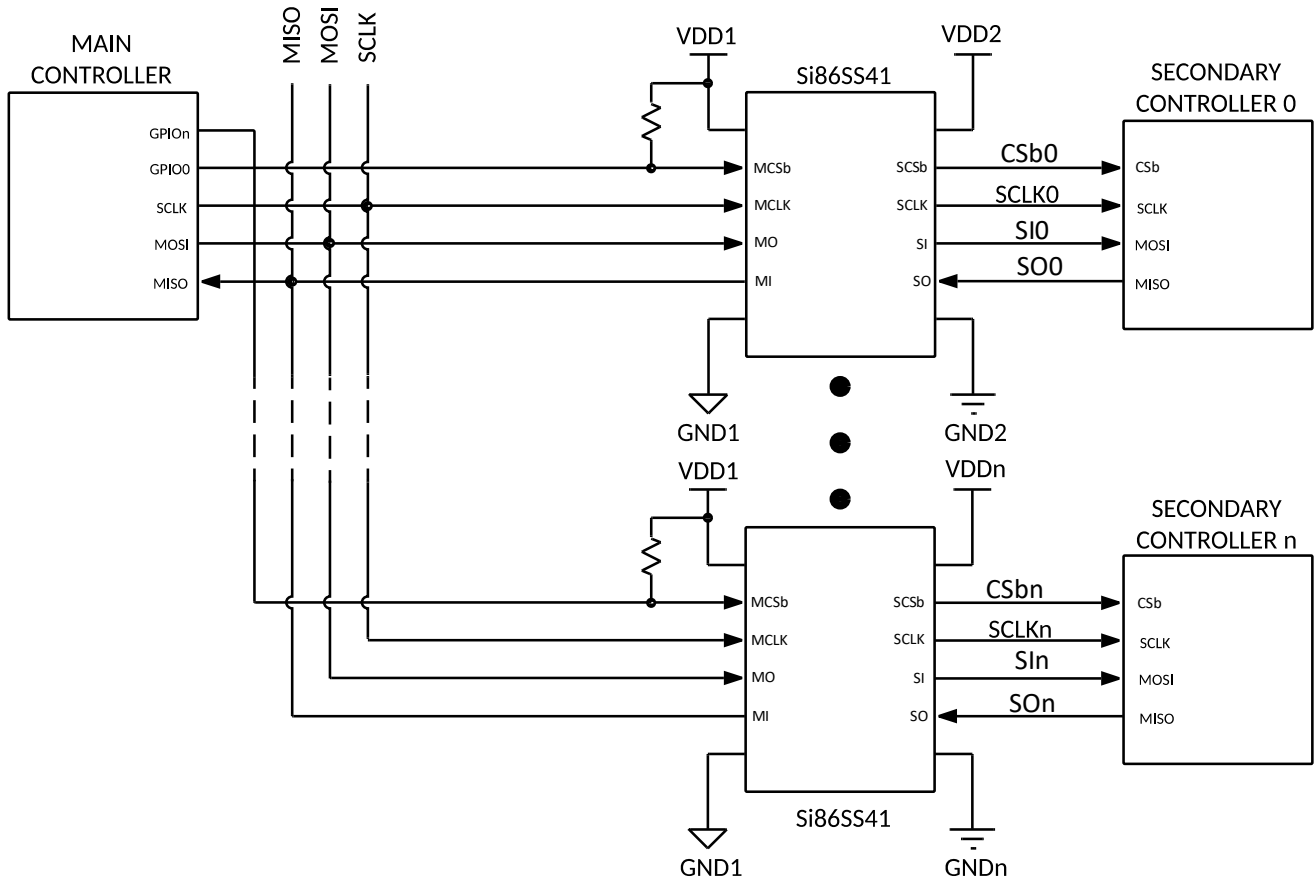 MISO
MOSI
SCLK
MAIN
CONTROLLER
GPIOn
GPIO0
SCLK
MOSI
MISO
VDD1
VDD2
Si86SS41
MCSb
MCLK
MO
MI
SCSb
SCLK
SI
SO
CSb0
SCLK0
SI0
SO0
SECONDARY
CONTROLLER 0
CSb
SCLK
MOSI
MISO
GND1
GND2
VDD1
VDDn
MCSb
MCLK
MO
MI
SCSb
SCLK
SI
SO
CSbn
SCLKn
SIn
SOn
SECONDARY
CONTROLLER n
CSb
SCLK
MOSI
MISO
Si86SS41
GND1
GNDn